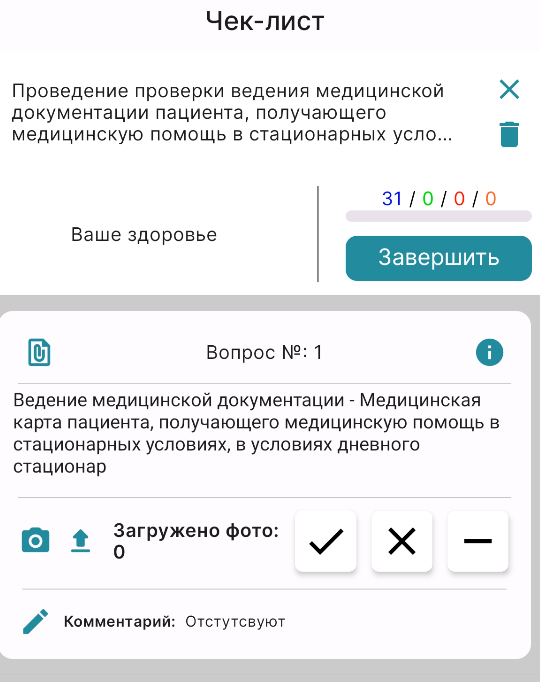 Чек-лист
Проведение проверки ведения медицинской
документации пациента, получающего
медицинскую помощь в стационарных усло...
31 / 0 / 0 / 0
Ваше здоровье
Завершить
Вопрос №: 1
Ведение медицинской документации - Медицинская
карта пациента, получающего медицинскую помощь в
стационарных условиях, в условиях дневного
стационар
Загружено фото:
0
Комментарий: Отстутсвуют